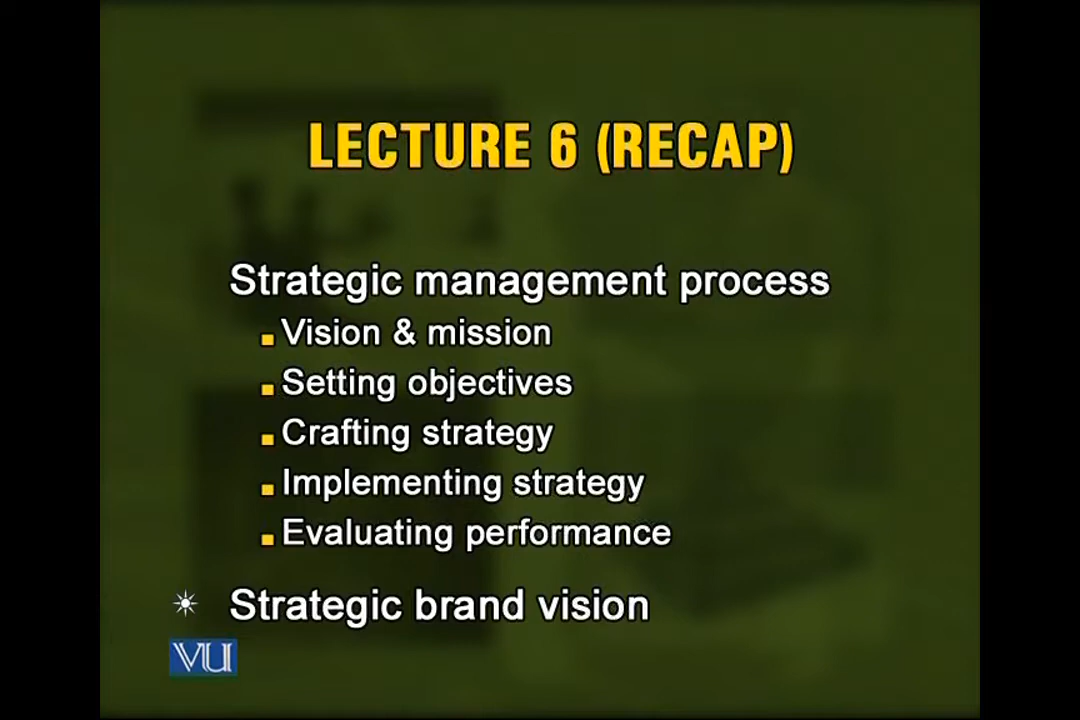 LECTURE 6 (RECAP)
Strategic management process
Vision & mission
Setting objectives
Crafting strategy
Implementing strategy
Evaluating performance
Strategic brand vision
VU